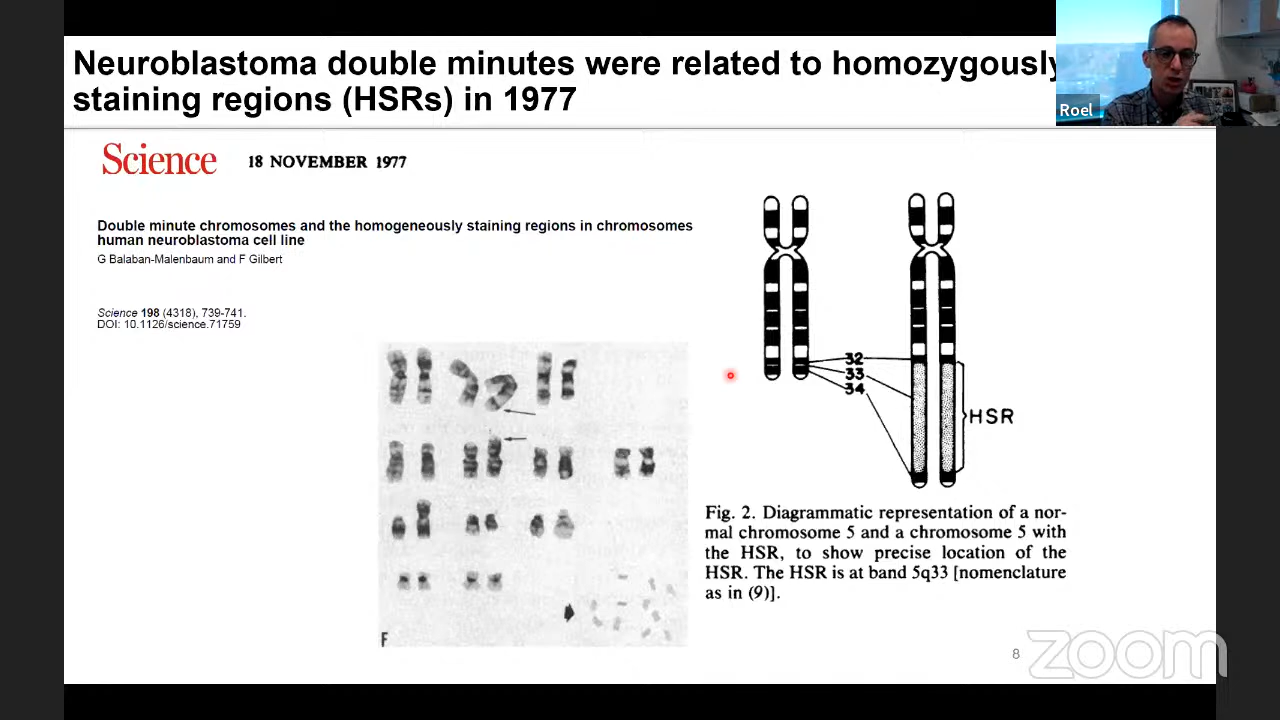 Neuroblastoma double minutes were related to homozygously
staining regions (HSRs) in 1977
Roel
Science 18 NOVEMBER 1977
Double minute chromosomes and the homogeneously staining regions in chromosomes
human neuroblastoma cell line
G Balaban-Malenbaum and F Gilbert
Science 198 (4318), 739-741.
DOI: 10.1126/science.71759
32
33
34
HSR
F
Fig. 2. Diagrammatic representation of a nor-
mal chromosome 5 and a chromosome 5 with
the HSR, to show precise location of the
HSR. The HSR is at band 5q33 [nomenclature
as in (9)].
8
zoom